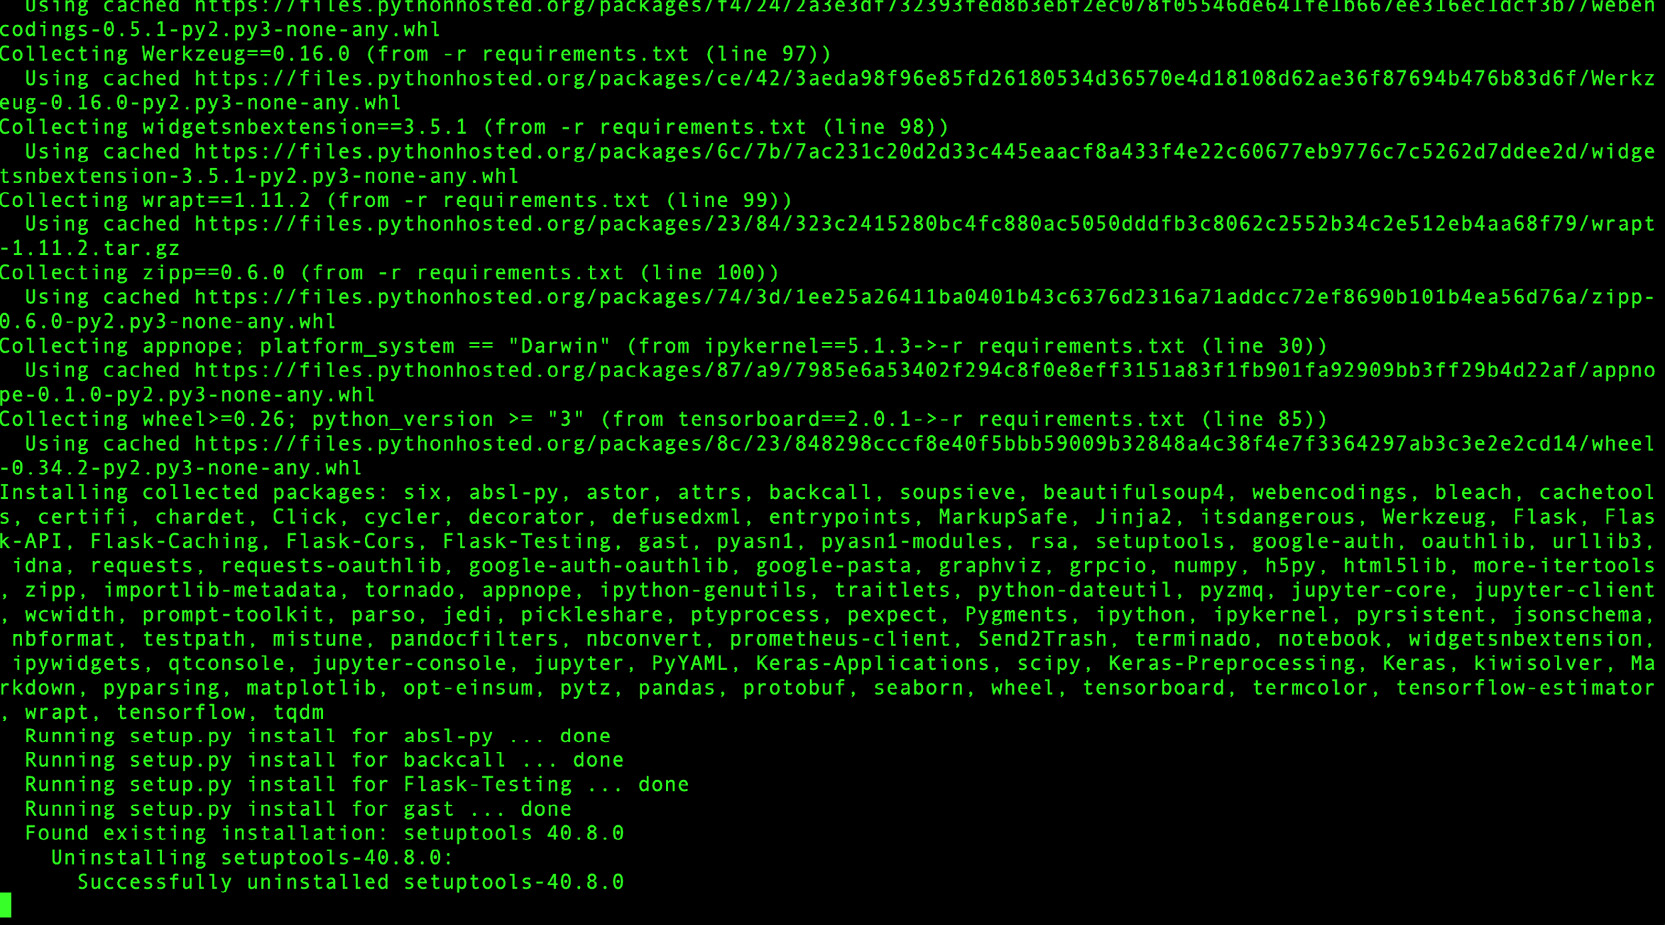 Using cached https://files.pythonhosted.org/packages/f4/24/2a3e3df732393fed8b3ebf2ec078f05546de641fe1b667ee316ec1dcf3b7/weben
codings-0.5.1-py2.py3-none-any.whl
Collecting Werkzeug==0.16.0 (from -r requirements.txt (line 97))
  Using cached https://files.pythonhosted.org/packages/ce/42/3aeda98f96e85fd26180534d36570e4d18108d62ae36f87694b476b83d6f/Werkz
eug-0.16.0-py2.py3-none-any.whl
Collecting widgetsnbextension==3.5.1 (from -r requirements.txt (line 98))
  Using cached https://files.pythonhosted.org/packages/6c/7b/7ac231c20d2d33c445eaacf8a433f4e22c60677eb9776c7c5262d7ddee2d/widge
tsnbextension-3.5.1-py2.py3-none-any.whl
Collecting wrapt==1.11.2 (from -r requirements.txt (line 99))
  Using cached https://files.pythonhosted.org/packages/23/84/323c2415280bc4fc880ac5050dddfb3c8062c2552b34c2e512eb4aa68f79/wrapt
-1.11.2.tar.gz
Collecting zipp==0.6.0 (from -r requirements.txt (line 100))
  Using cached https://files.pythonhosted.org/packages/74/3d/1ee25a26411ba0401b43c6376d2316a71addcc72ef8690b101b4ea56d76a/zipp-
0.6.0-py2.py3-none-any.whl
Collecting appnope; platform_system == "Darwin" (from ipykernel==5.1.3->-r requirements.txt (line 30))
  Using cached https://files.pythonhosted.org/packages/87/a9/7985e6a53402f294c8f0e8eff3151a83f1fb901fa92909bb3ff29b4d22af/appno
pe-0.1.0-py2.py3-none-any.whl
Collecting wheel>=0.26; python_version >= "3" (from tensorboard==2.0.1->-r requirements.txt (line 85))
  Using cached https://files.pythonhosted.org/packages/8c/23/848298cccf8e40f5bbb59009b32848a4c38f4e7f3364297ab3c3e2e2cd14/wheel
-0.34.2-py2.py3-none-any.whl
Installing collected packages: six, absl-py, astor, attrs, backcall, soupsieve, beautifulsoup4, webencodings, bleach, cachetool
s, certifi, chardet, Click, cycler, decorator, defusedxml, entrypoints, MarkupSafe, Jinja2, itsdangerous, Werkzeug, Flask, Flas
k-API, Flask-Caching, Flask-Cors, Flask-Testing, gast, pyasn1, pyasn1-modules, rsa, setuptools, google-auth, oauthlib, urllib3,
 idna, requests, requests-oauthlib, google-auth-oauthlib, google-pasta, graphviz, grpcio, numpy, h5py, html5lib, more-itertools
, zipp, importlib-metadata, tornado, appnope, ipython-genutils, traitlets, python-dateutil, pyzmq, jupyter-core, jupyter-client
, wcwidth, prompt-toolkit, parso, jedi, pickleshare, ptyprocess, pexpect, Pygments, ipython, ipykernel, pyrsistent, jsonschema,
 nbformat, testpath, mistune, pandocfilters, nbconvert, prometheus-client, Send2Trash, terminado, notebook, widgetsnbextension,
 ipywidgets, qtconsole, jupyter-console, jupyter, PyYAML, Keras-Applications, scipy, Keras-Preprocessing, Keras, kiwisolver, Ma
rkdown, pyparsing, matplotlib, opt-einsum, pytz, pandas, protobuf, seaborn, wheel, tensorboard, termcolor, tensorflow-estimator
, wrapt, tensorflow, tqdm
  Running setup.py install for absl-py ... done
  Running setup.py install for backcall ... done
  Running setup.py install for Flask-Testing ... done
  Running setup.py install for gast ... done
  Found existing installation: setuptools 40.8.0
    Uninstalling setuptools-40.8.0:
      Successfully uninstalled setuptools-40.8.0